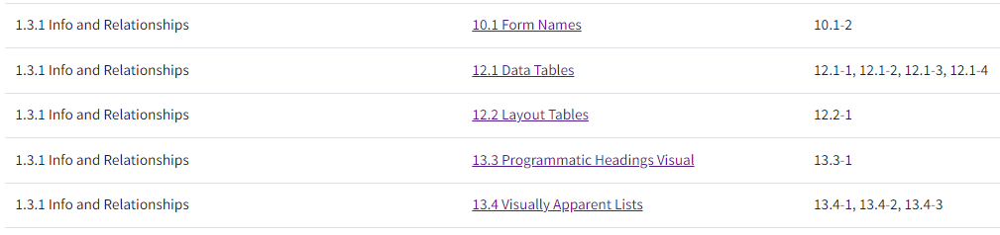 1.3.1 Info and Relationships 10.1 Form Names 10.1-2
1.3.1 Info and Relationships 12.1 Data Tables 12.1-1, 12.1-2, 12.1-3, 12.1-4
1.3.1 Info and Relationships 12.2 Layout Tables 12.2-1
1.3.1 Info and Relationships 13.3 Programmatic Headings Visual 13.3-1
1.3.1 Info and Relationships 13.4 Visually Apparent Lists 13.4-1, 13.4-2, 13.4-3